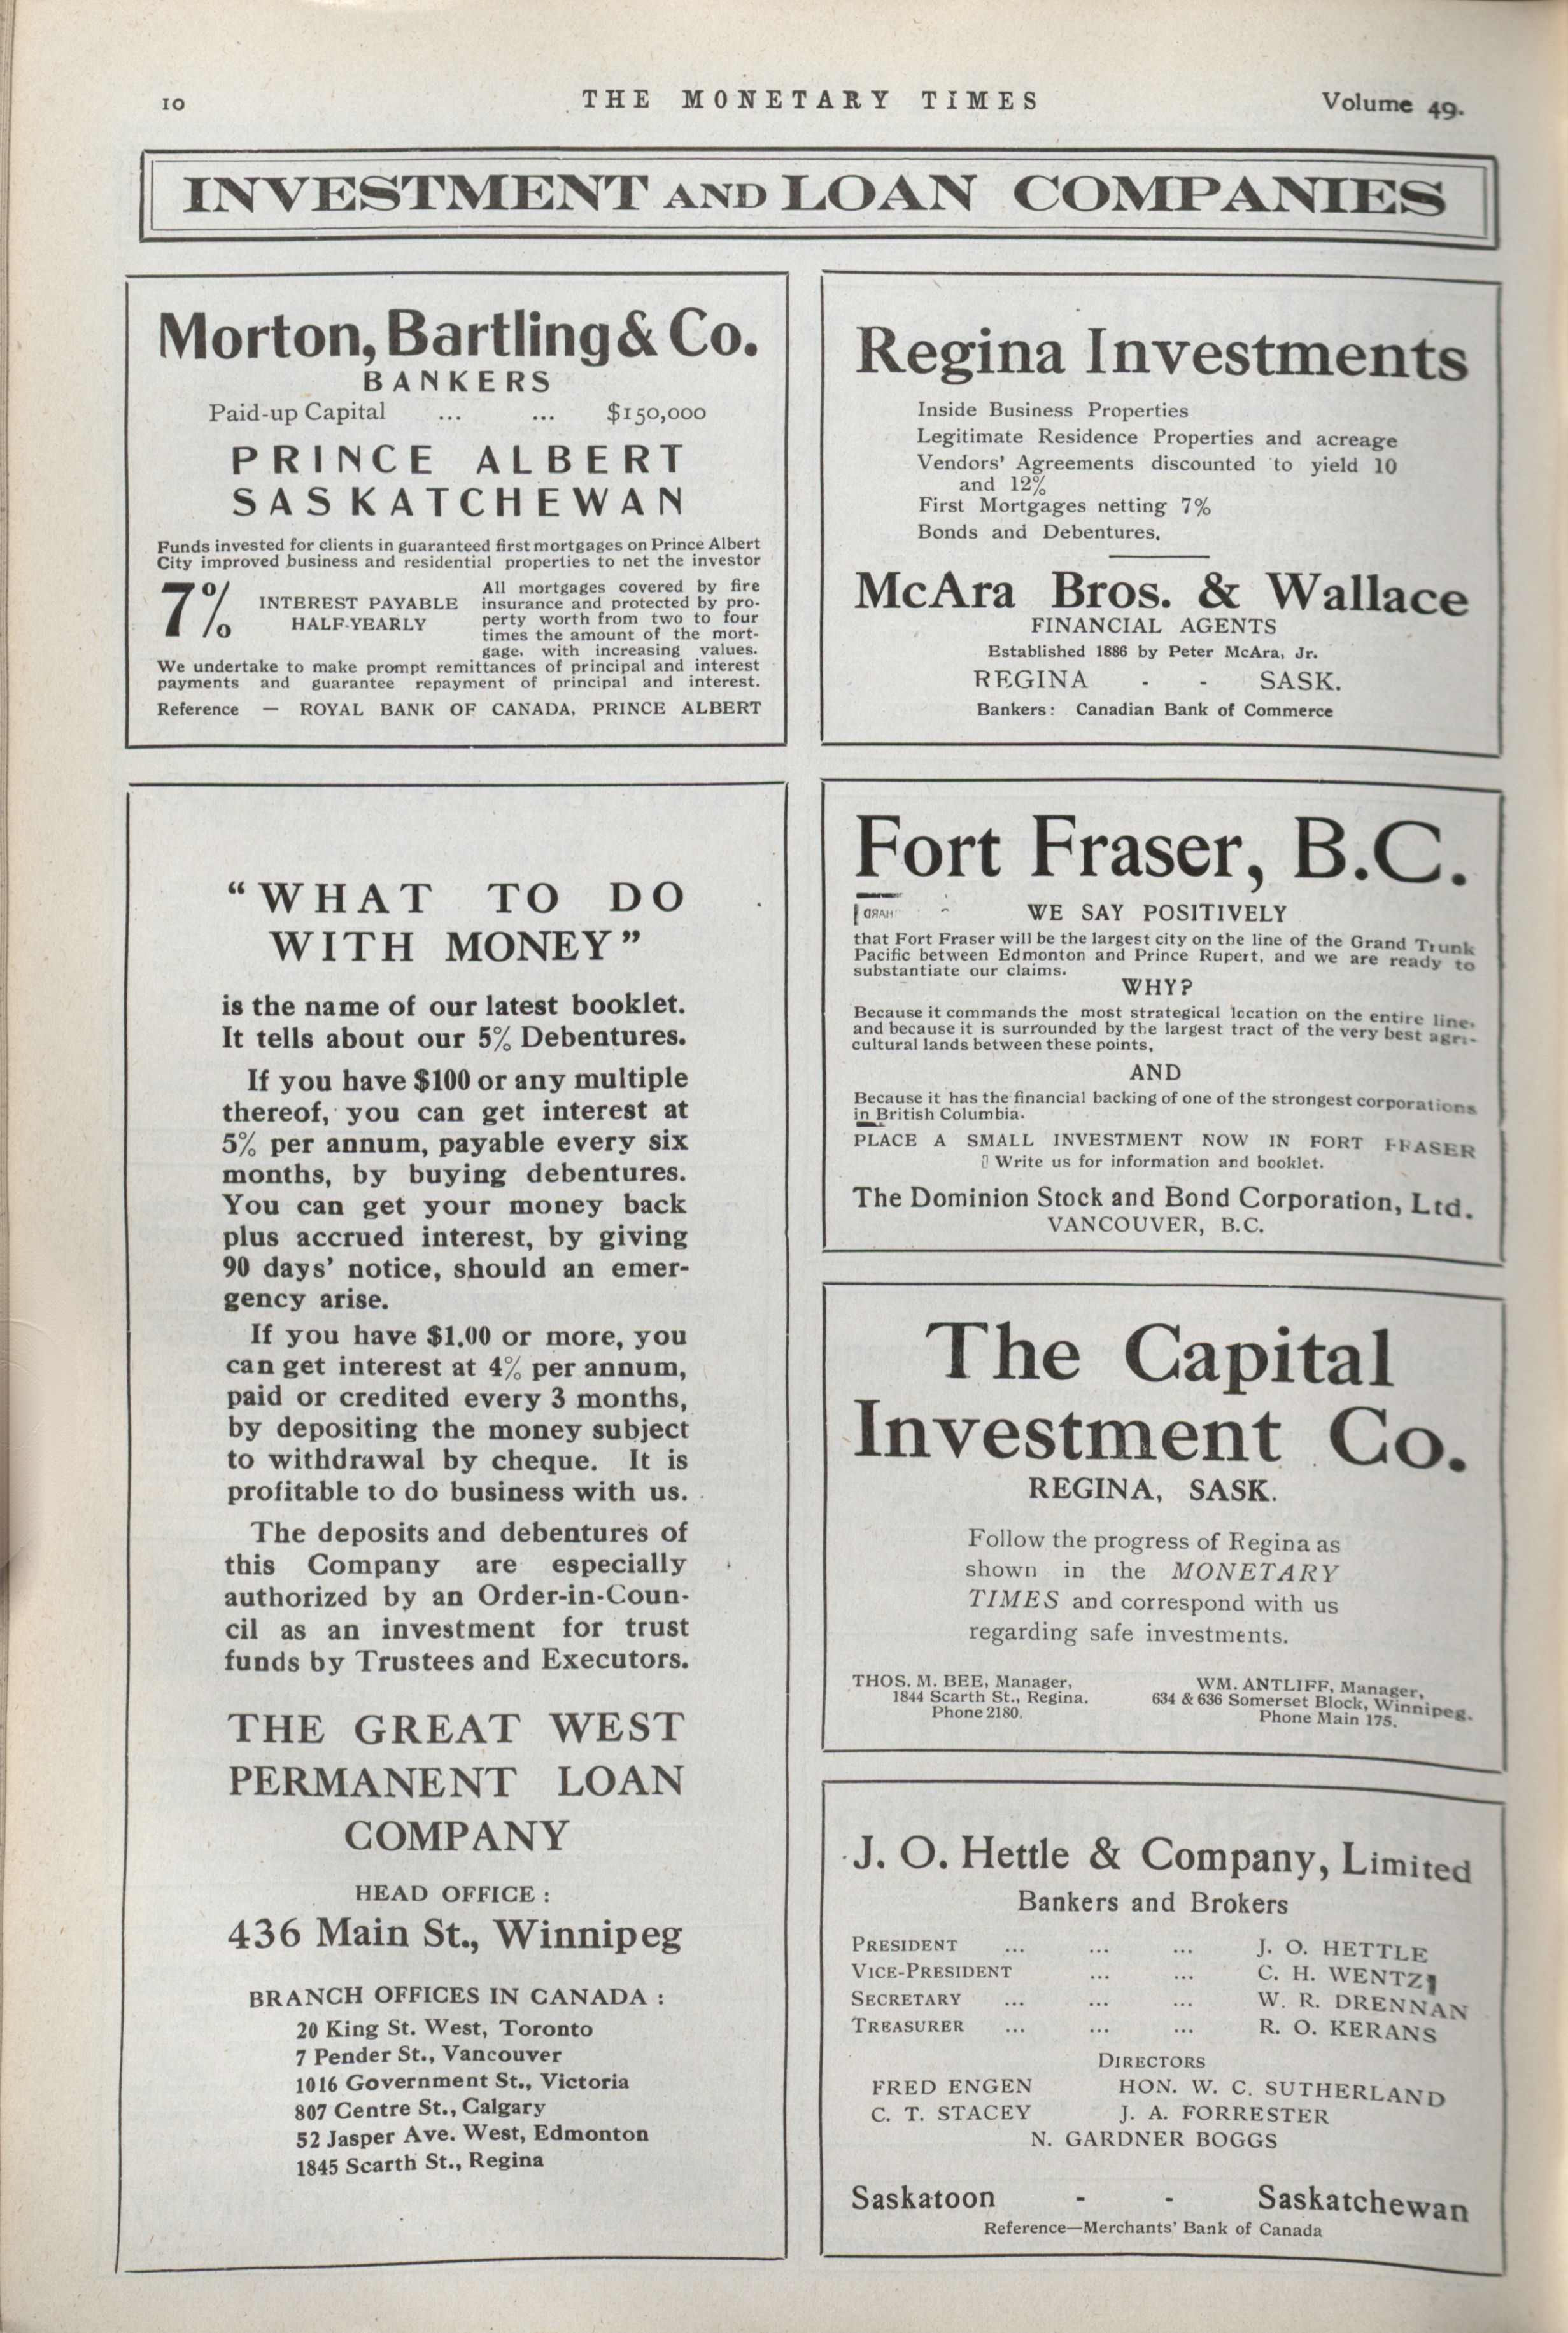 10
THE MONETARY TIMES
Volume 49.
INVESTMENT AND LOAN COMPANIES
Morton, Bartling & Co.
BANKERS
Paid-up Capital ... ... $150,000
PRINCE ALBERT
SASKATCHEWAN
Funds invested for clients in guaranteed first mortgages on Prince Albert
City improved business and residential properties to net the investor
7% INTEREST PAYABLE
HALF-YEARLY
All mortgages covered by fire
insurance and protected by pro-
perty worth from two to four
times the amount of the mort-
gage, with increasing values.
We undertake to make prompt remittances of principal and interest
payments and guarantee repayment of principal and interest.
Reference — ROYAL BANK OF CANADA, PRINCE ALBERT
"WHAT TO DO
WITH MONEY"
is the name of our latest booklet.
It tells about our 5% Debentures.
If you have $100 or any multiple
thereof, you can get interest at
5% per annum, payable every six
months, by buying debentures.
You can get your money back
plus accrued interest, by giving
90 days' notice, should an emer-
gency arise.
If you have $1.00 or more, you
can get interest at 4% per annum,
paid or credited every 3 months,
by depositing the money subject
to withdrawal by cheque. It is
profitable to do business with us.
The deposits and debentures of
this Company are especially
authorized by an Order-in-Coun-
cil as an investment for trust
funds by Trustees and Executors.
THE GREAT WEST
PERMANENT LOAN
COMPANY
HEAD OFFICE :
436 Main St., Winnipeg
BRANCH OFFICES IN CANADA :
20 King St. West, Toronto
7 Pender St., Vancouver
1016 Government St., Victoria
807 Centre St., Calgary
52 Jasper Ave. West, Edmonton
1845 Scarth St., Regina
Regina Investments
Inside Business Properties
Legitimate Residence Properties and acreage
Vendors' Agreements discounted to yield 10
and 12%
First Mortgages netting 7%
Bonds and Debentures.
McAra Bros. & Wallace
FINANCIAL AGENTS
Established 1886 by Peter McAra, Jr.
REGINA - - SASK.
Bankers: Canadian Bank of Commerce
Fort Fraser, B.C.
WE SAY POSITIVELY
that Fort Fraser will be the largest city on the line of the Grand Trunk
Pacific between Edmonton and Prince Rupert, and we are ready to
substantiate our claims.
WHY?
Because it commands the most strategical location on the entire line,
and because it is surrounded by the largest tract of the very best agri-
cultural lands between these points,
AND
Because it has the financial backing of one of the strongest corporations
in British Columbia.
PLACE A SMALL INVESTMENT NOW IN FORT FRASER
Write us for information and booklet.
The Dominion Stock and Bond Corporation, Ltd.
VANCOUVER, B.C.
The Capital
Investment Co.
REGINA, SASK.
Follow the progress of Regina as
shown in the MONETARY
TIMES and correspond with us
regarding safe investments.
THOS. M. BEE, Manager,
1844 Scarth St., Regina.
Phone 2180.
WM. ANTLIFF, Manager,
634 & 636 Somerset Block, Winnipeg.
Phone Main 175.
J. O. Hettle & Company, Limited
Bankers and Brokers
PRESIDENT ... ... ... J. O. HETTLE
VICE-PRESIDENT ... ... C. H. WENTZ
SECRETARY ... ... ... W. R. DRENNAN
TREASURER ... ... ... R. O. KERANS
DIRECTORS
FRED ENGEN HON. W. C. SUTHERLAND
C. T. STACEY J. A. FORRESTER
N. GARDNER BOGGS
Saskatoon - - Saskatchewan
Reference—Merchants' Bank of Canada